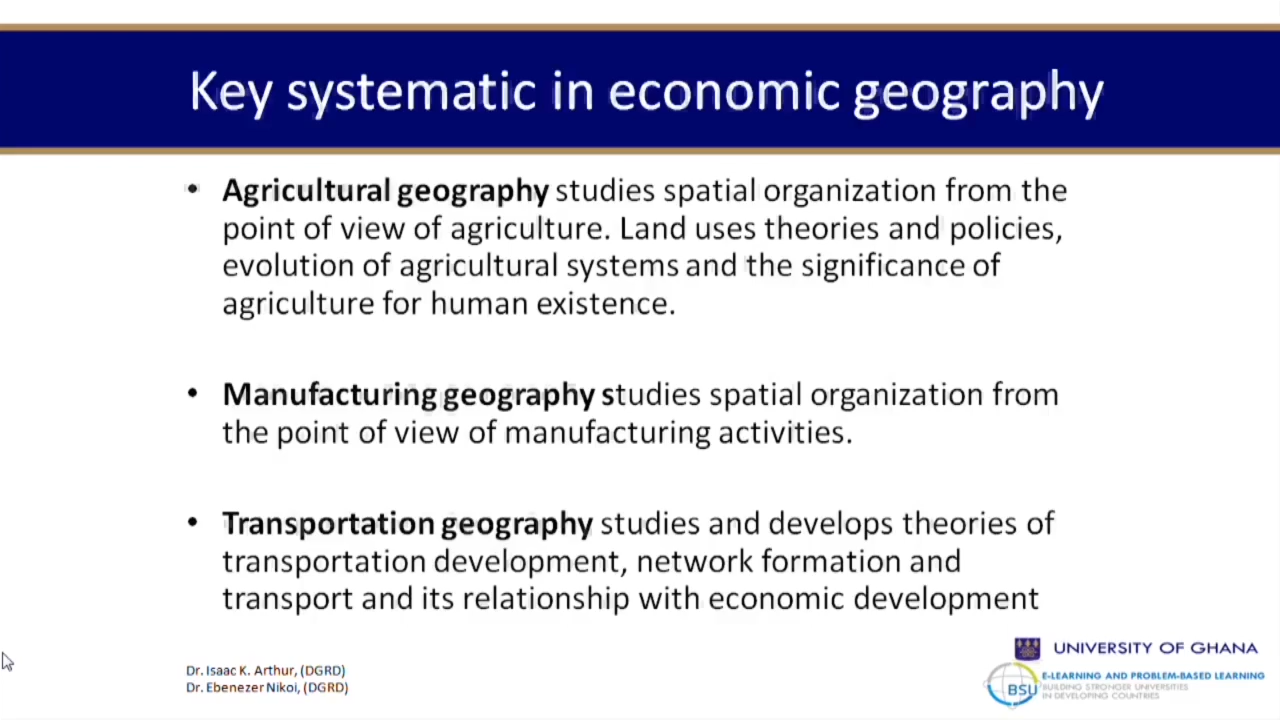 Key systematic in economic geography
• Agricultural geography studies spatial organization from the
point of view of agriculture. Land uses theories and policies,
evolution of agricultural systems and the significance of
agriculture for human existence.
• Manufacturing geography studies spatial organization from
the point of view of manufacturing activities.
• Transportation geography studies and develops theories of
transportation development, network formation and
transport and its relationship with economic development
Dr. Isaac K. Arthur, (DGRD)
Dr. Ebenezer Nikoi, (DGRD)
UNIVERSITY OF GHANA
BSU
E-LEARNING AND PROBLEM-BASED LEARNING
BUILDING STRONGER UNIVERSITIES
IN DEVELOPING COUNTRIES